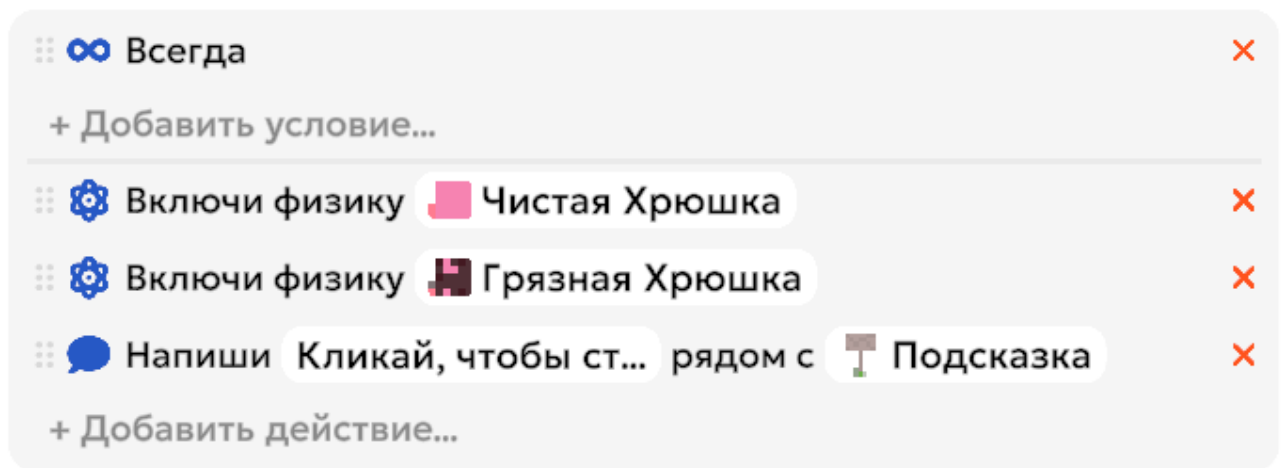 Всегда
+ Добавить условие...
Включи физику Чистая Хрюшка
Включи физику Грязная Хрюшка
Напиши Кликай, чтобы ст... рядом с Подсказка
+ Добавить действие...